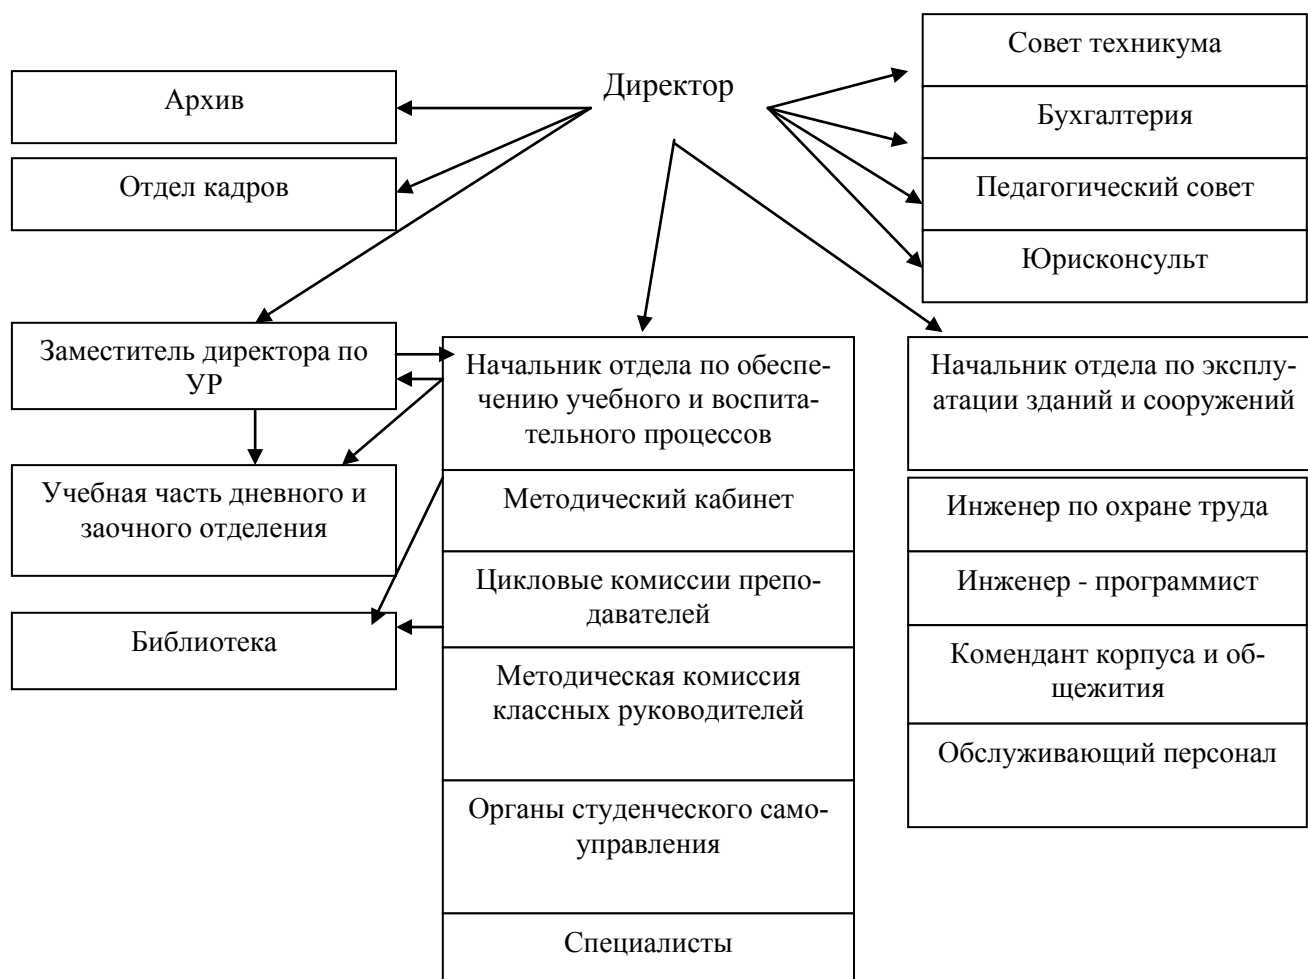 Совет техникума
Директор
Архив
Бухгалтерия
Отдел кадров
Педагогический совет
Юрисконсульт
Заместитель директора по
УР
Начальник отдела по обеспе-
чению учебного и воспита-
тельного процессов
Начальник отдела по эксплу-
атации зданий и сооружений
Учебная часть дневного и
заочного отделения
Методический кабинет
Инженер по охране труда
Цикловые комиссии препо-
давателей
Инженер - программист
Библиотека
Комендант корпуса и об-
щежития
Методическая комиссия
классных руководителей
Обслуживающий персонал
Органы студенческого само-
управления
Специалисты